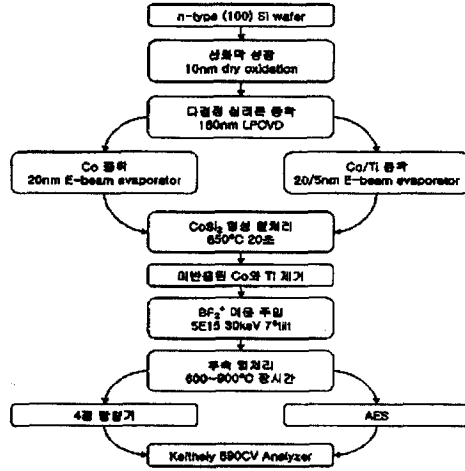 n-type (100) Si wafer
산화막 성장
10nm dry oxidation
다결정 실리콘 증착
160nm LPCVD
Co 증착
20nm E-beam evaporator
Co/Ti 증착
20/5nm E-beam evaporator
CoSi₂ 형성 열처리
650°C 20초
미반응된 Co와 Ti 제거
BF₂⁺ 이온 주입
5E15 30keV 7°tilt
후속 열처리
600~900°C 장시간
4점 탐침기
AES
Keithely 590CV Analyzer